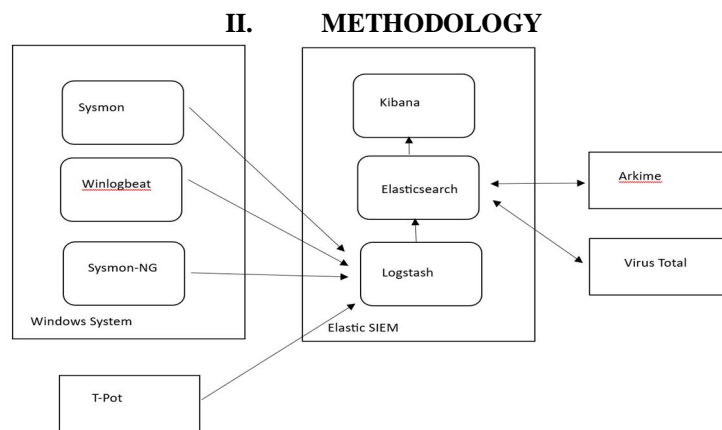 II. METHODOLOGY
Sysmon
Winlogbeat
Sysmon-NG
Windows System
T-Pot
Kibana
Elasticsearch
Logstash
Elastic SIEM
Arkime
Virus Total